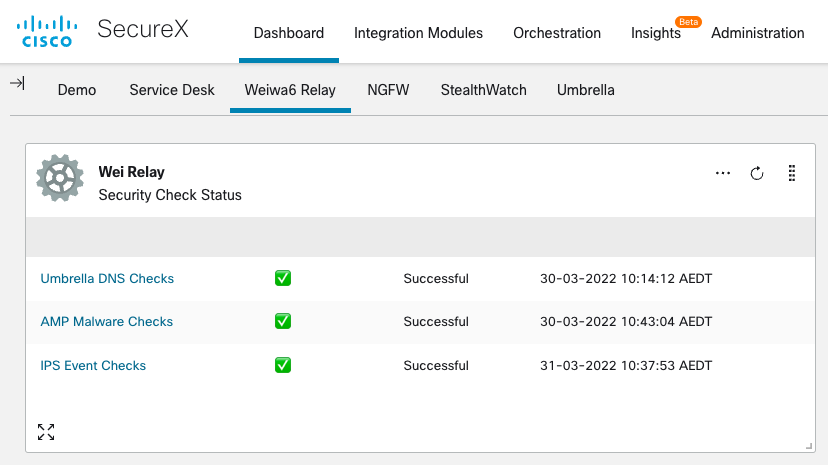 CISCO SecureX
Dashboard Integration Modules Orchestration Insights Beta Administration
Demo Service Desk Weiwa6 Relay NGFW StealthWatch Umbrella
Wei Relay
Security Check Status
Umbrella DNS Checks Successful 30-03-2022 10:14:12 AEDT
AMP Malware Checks Successful 30-03-2022 10:43:04 AEDT
IPS Event Checks Successful 31-03-2022 10:37:53 AEDT